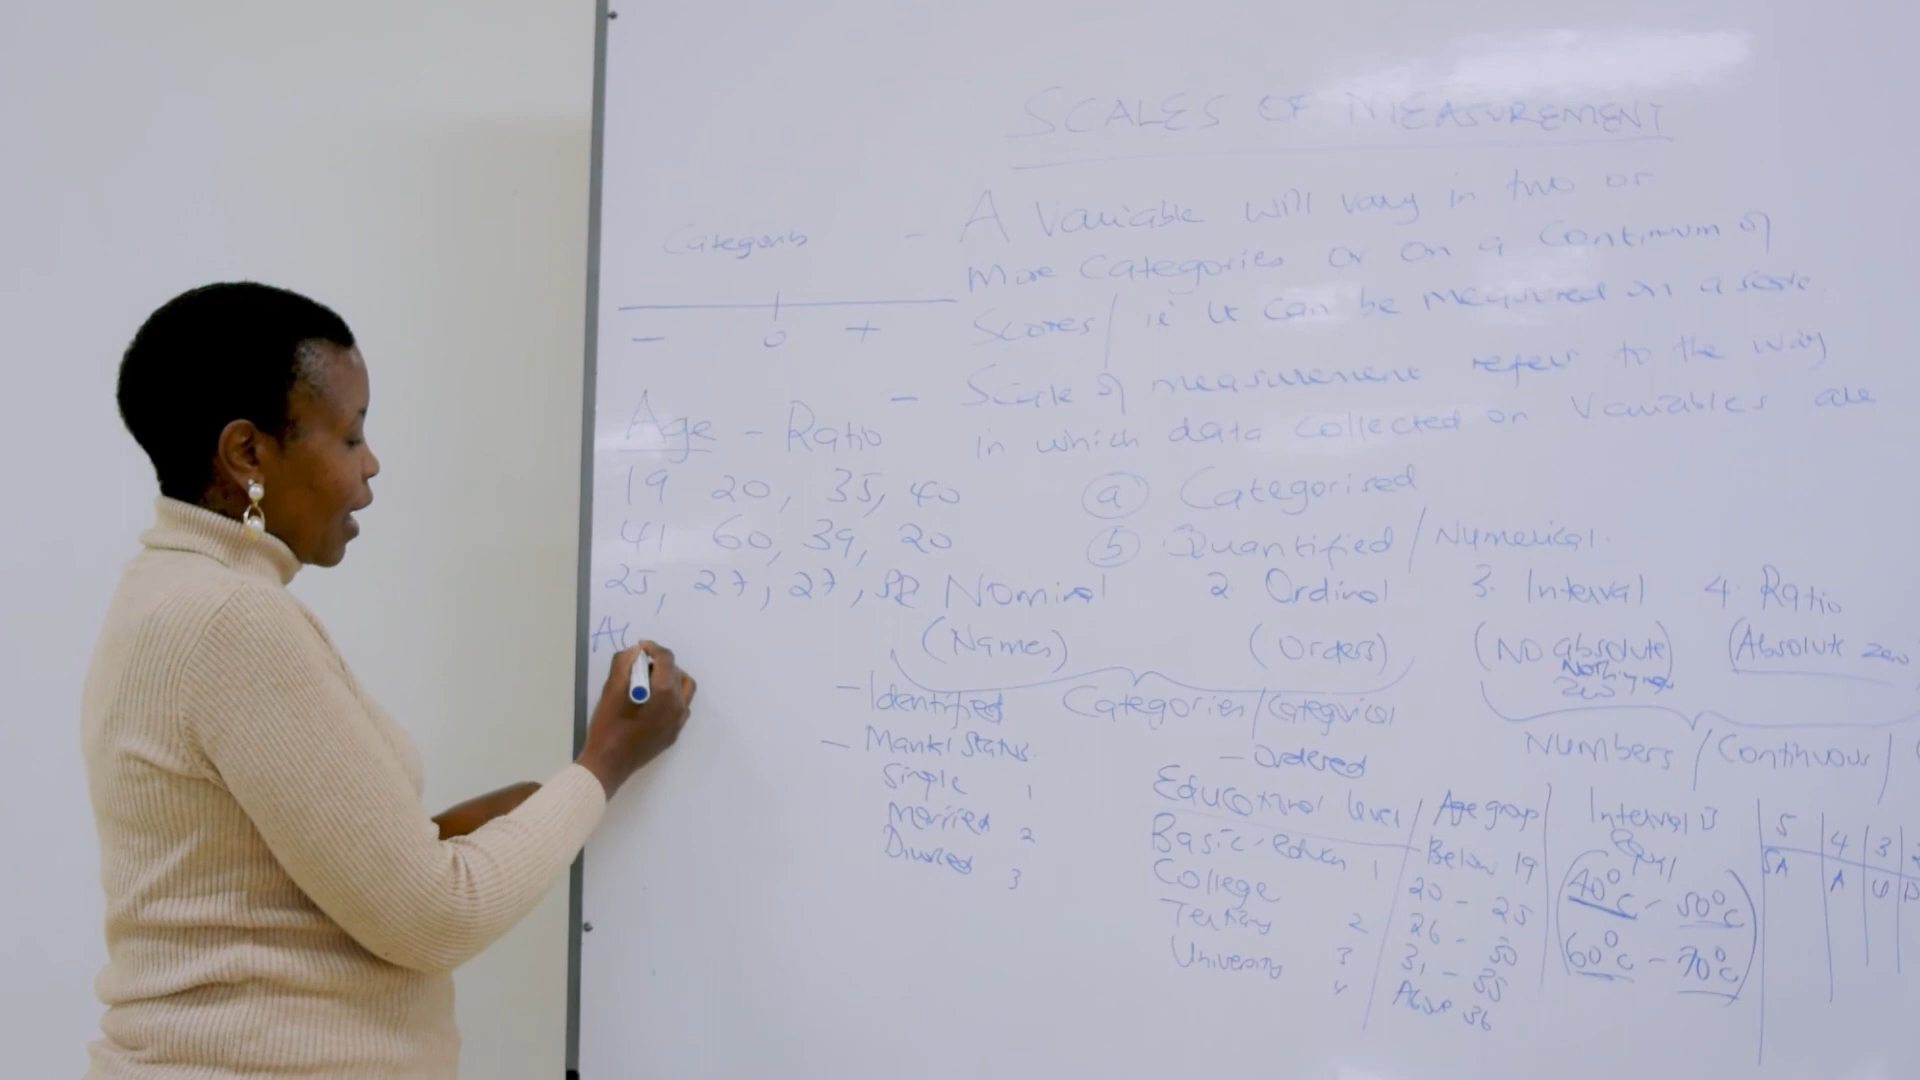 SCALES OF MEASUREMENT
- A Variable will vary in two or
more Categories or on a Continum of
Scores / ie it can be measured on a scale
- Scale of measurement refers to the way
in which data collected on Variables are
(a) Categorised
(b) Quantified / Numerical.
Categories
- 0 +
Age - Ratio
19 20, 35, 40
41 60, 39, 20
25, 27, 27,
Nominal 2. Ordinal 3. Interval 4. Ratio
(Names) (Orders) (No absolute) (Absolute zero
zero
- Identified Categories / Categorical
Numbers / Continuous /
- Marital Status.
Single 1
Married 2
Divorced 3
- Ordered
Educational level / Age group
Basic-educn 1
College
Tertiary 2
University 3
Below 19
20 - 25
26 - 30
31 - 35
Above 36
Interval is
Equal
40°C - 50°C
60°C - 70°C
5 4 3
SA A U